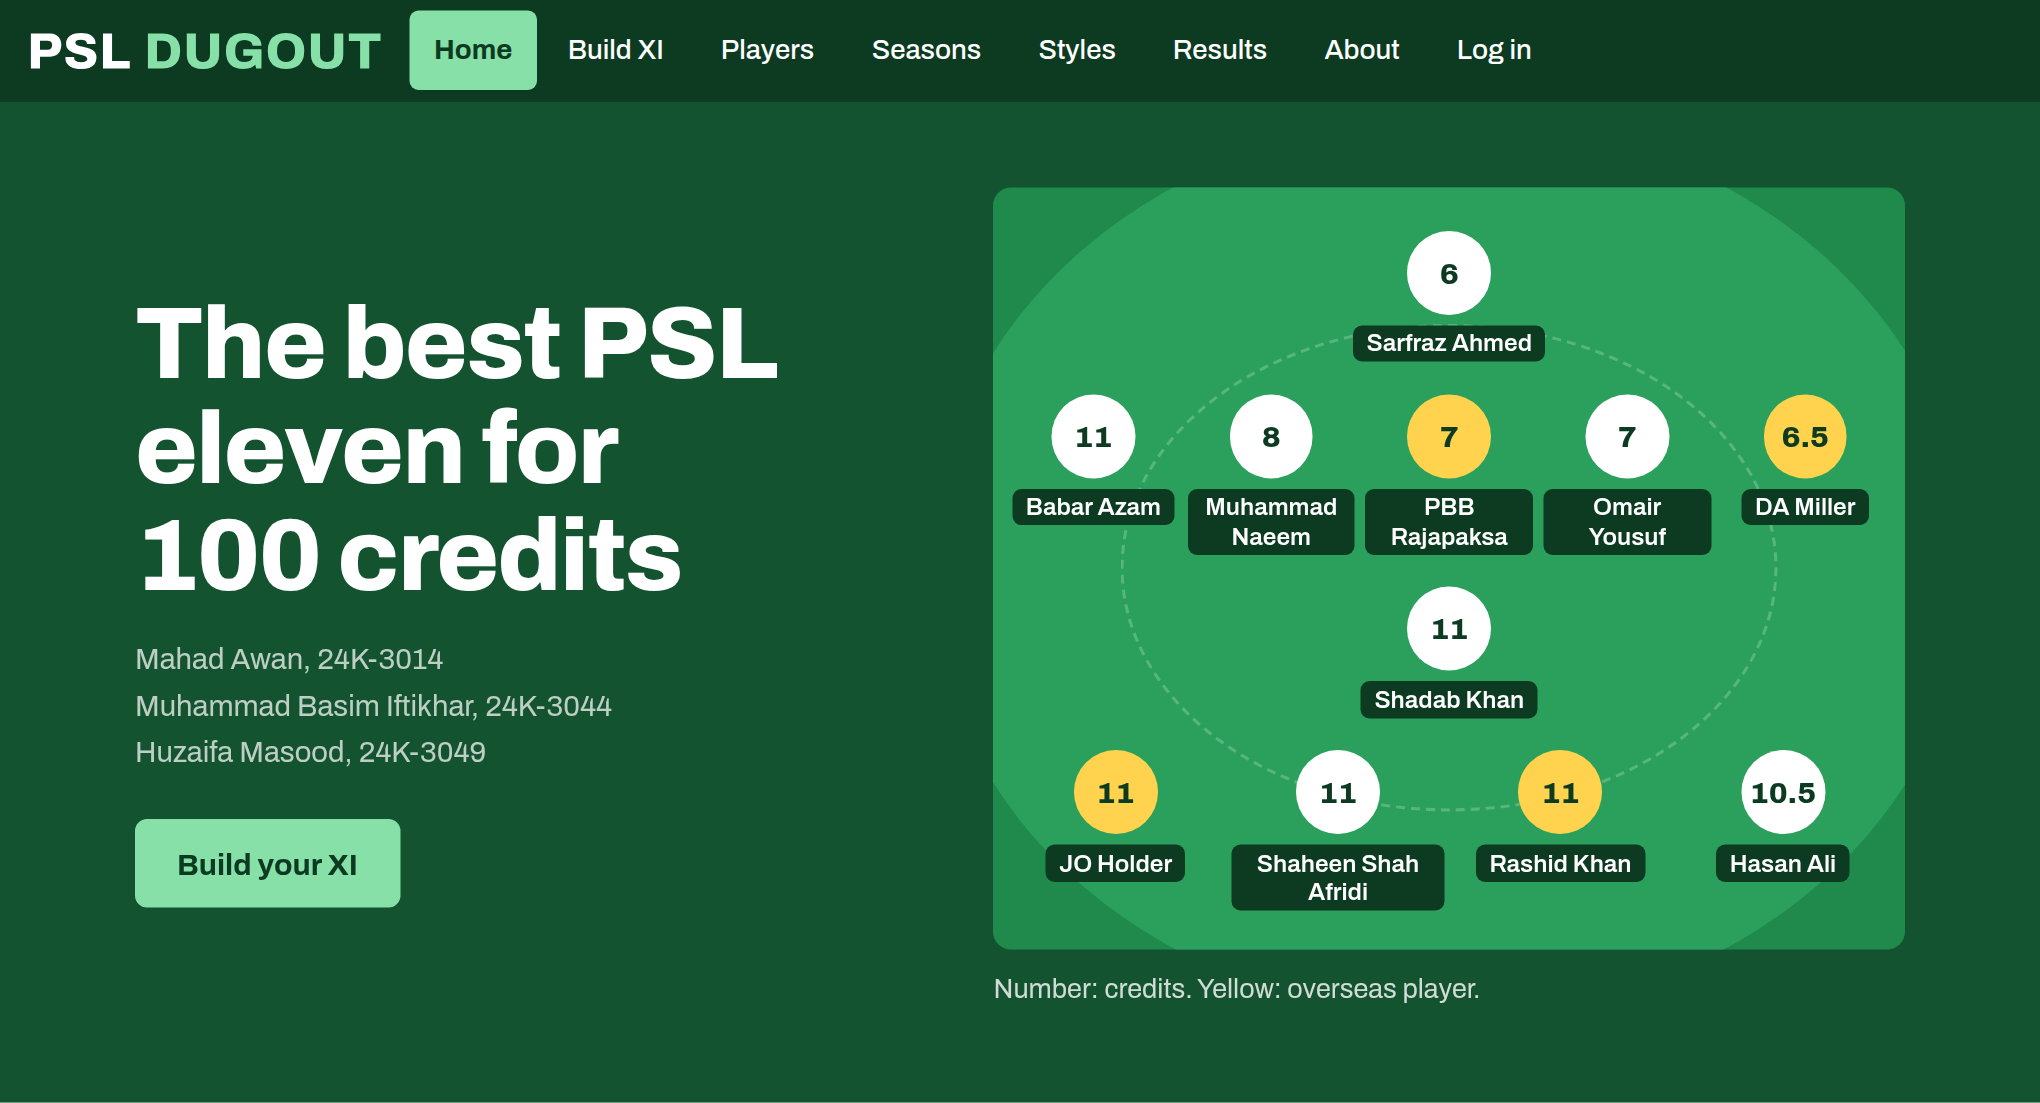 PSL DUGOUT Home Build XI Players Seasons Styles Results About Log in
The best PSL
eleven for
100 credits
Mahad Awan, 24K-3014
Muhammad Basim Iftikhar, 24K-3044
Huzaifa Masood, 24K-3049
Build your XI
6
Sarfraz Ahmed
11 8 7 7 6.5
Babar Azam Muhammad PBB Omair DA Miller
Naeem Rajapaksa Yousuf
11
Shadab Khan
11 11 11 10.5
JO Holder Shaheen Shah Rashid Khan Hasan Ali
Afridi
Number: credits. Yellow: overseas player.